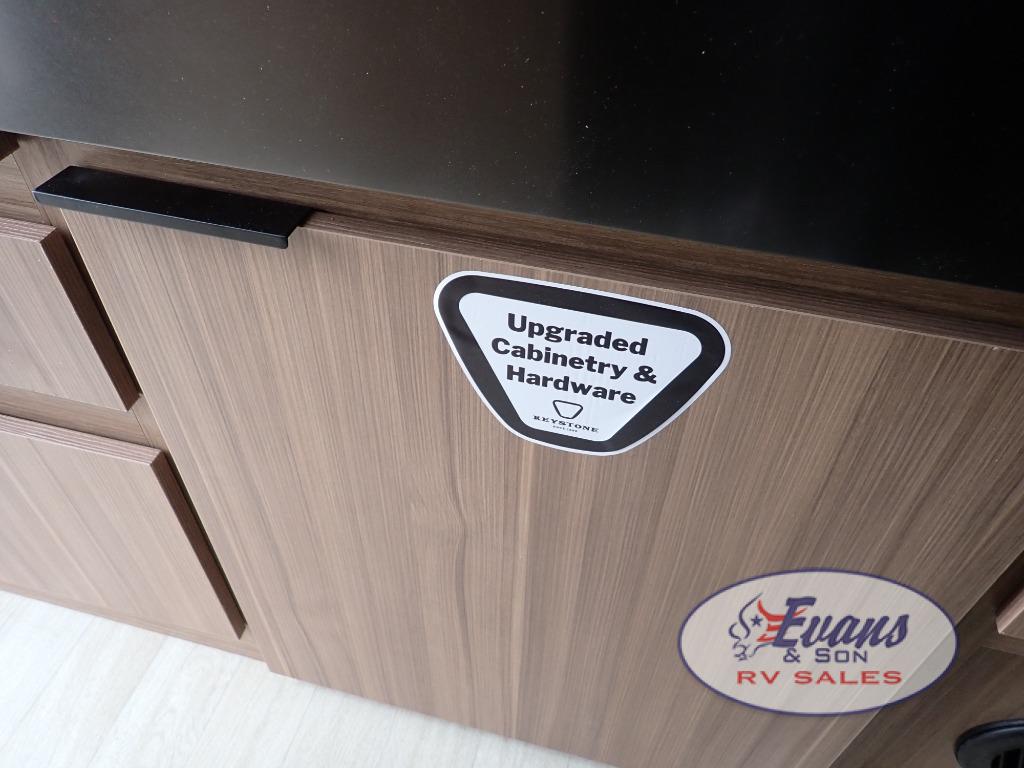 Upgraded
Cabinetry &
Hardware
KEYSTONE
Evans
& SON
RV SALES